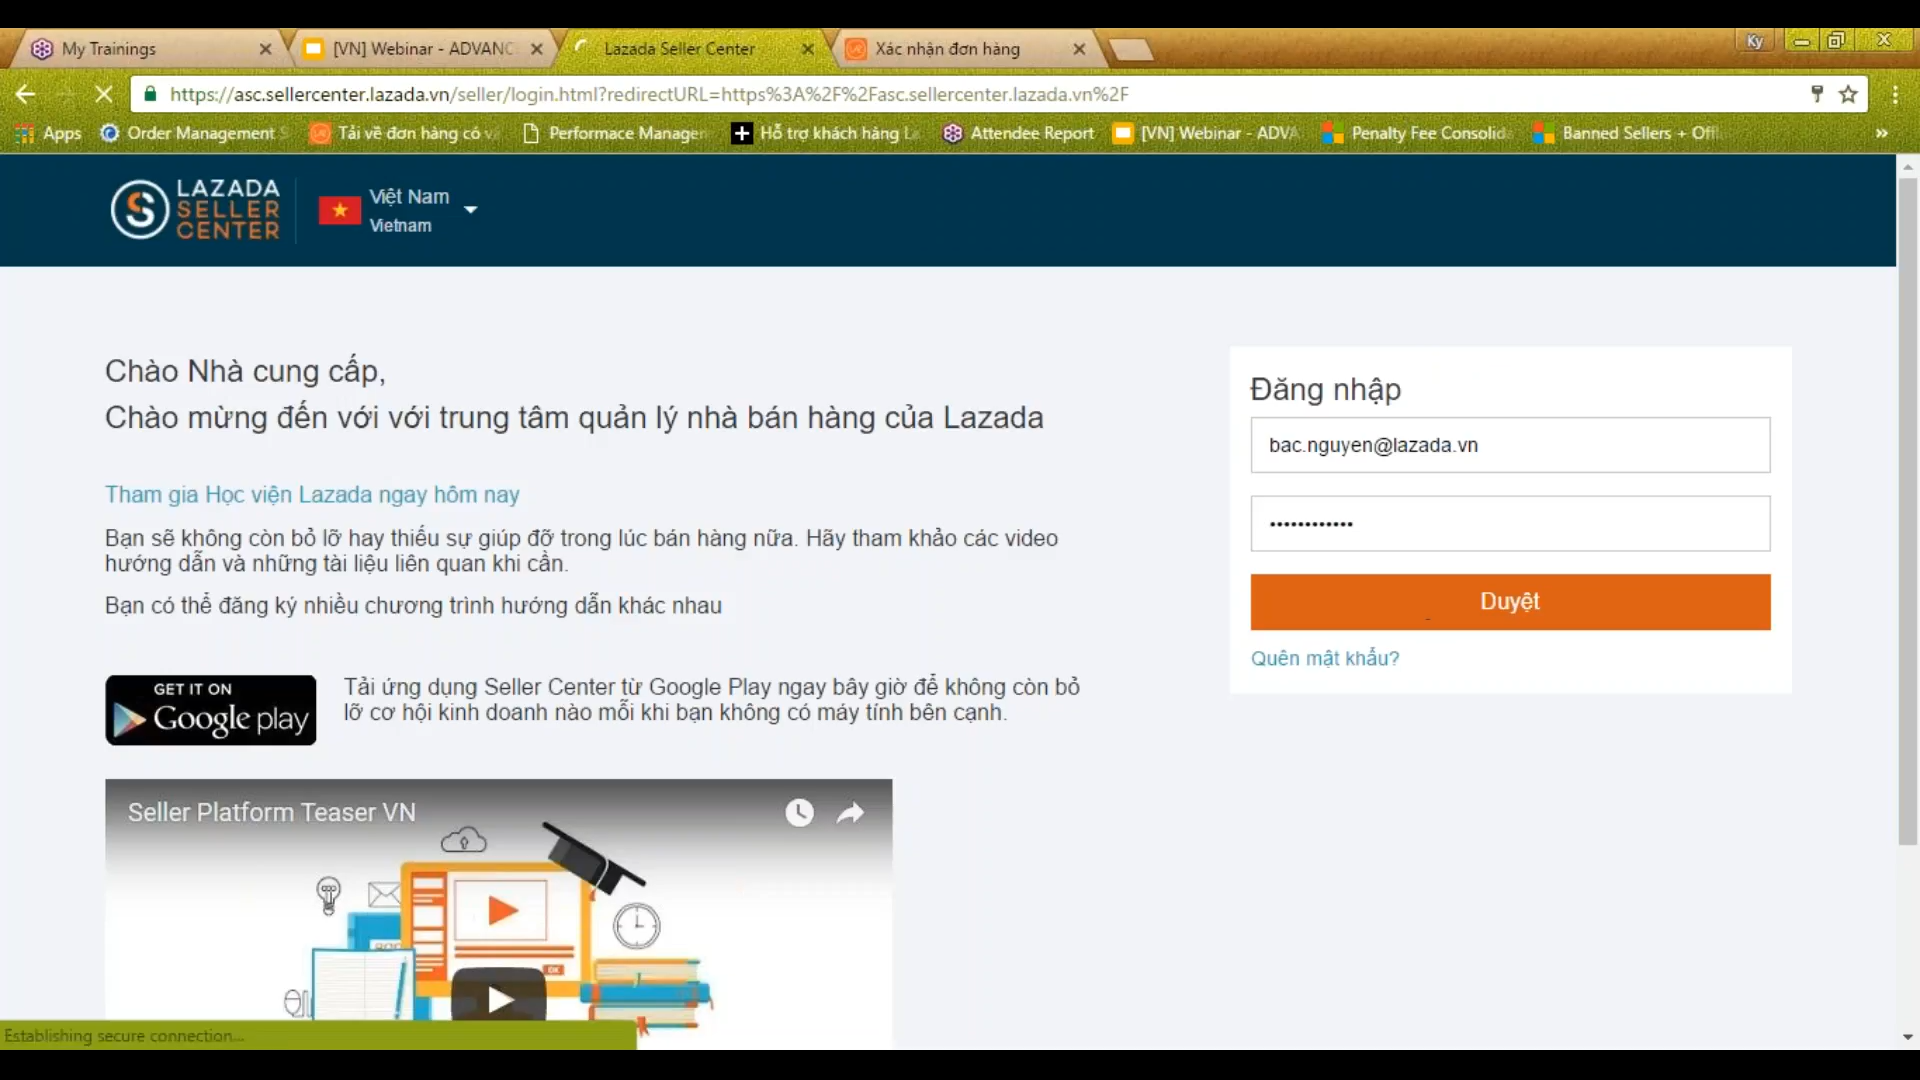 My Trainings
[VN] Webinar - ADVANC
Lazada Seller Center
Xác nhận đơn hàng
Ky
https://asc.sellercenter.lazada.vn/seller/login.html?redirectURL=https%3A%2F%2Fasc.sellercenter.lazada.vn%2F
Apps
Order Management S
Tải về đơn hàng có v
Performace Manager
Hỗ trợ khách hàng La
Attendee Report
[VN] Webinar - ADVA
Penalty Fee Consolida
Banned Sellers + Offl
LAZADA
SELLER
CENTER
Việt Nam
Vietnam
Chào Nhà cung cấp,
Chào mừng đến với với trung tâm quản lý nhà bán hàng của Lazada
Tham gia Học viện Lazada ngay hôm nay
Bạn sẽ không còn bỏ lỡ hay thiếu sự giúp đỡ trong lúc bán hàng nữa. Hãy tham khảo các video
hướng dẫn và những tài liệu liên quan khi cần.
Bạn có thể đăng ký nhiều chương trình hướng dẫn khác nhau
GET IT ON
Google play
Tải ứng dụng Seller Center từ Google Play ngay bây giờ để không còn bỏ
lỡ cơ hội kinh doanh nào mỗi khi bạn không có máy tính bên cạnh.
Đăng nhập
bac.nguyen@lazada.vn
••••••••••••
Duyệt
Quên mật khẩu?
Seller Platform Teaser VN
OK
Establishing secure connection...